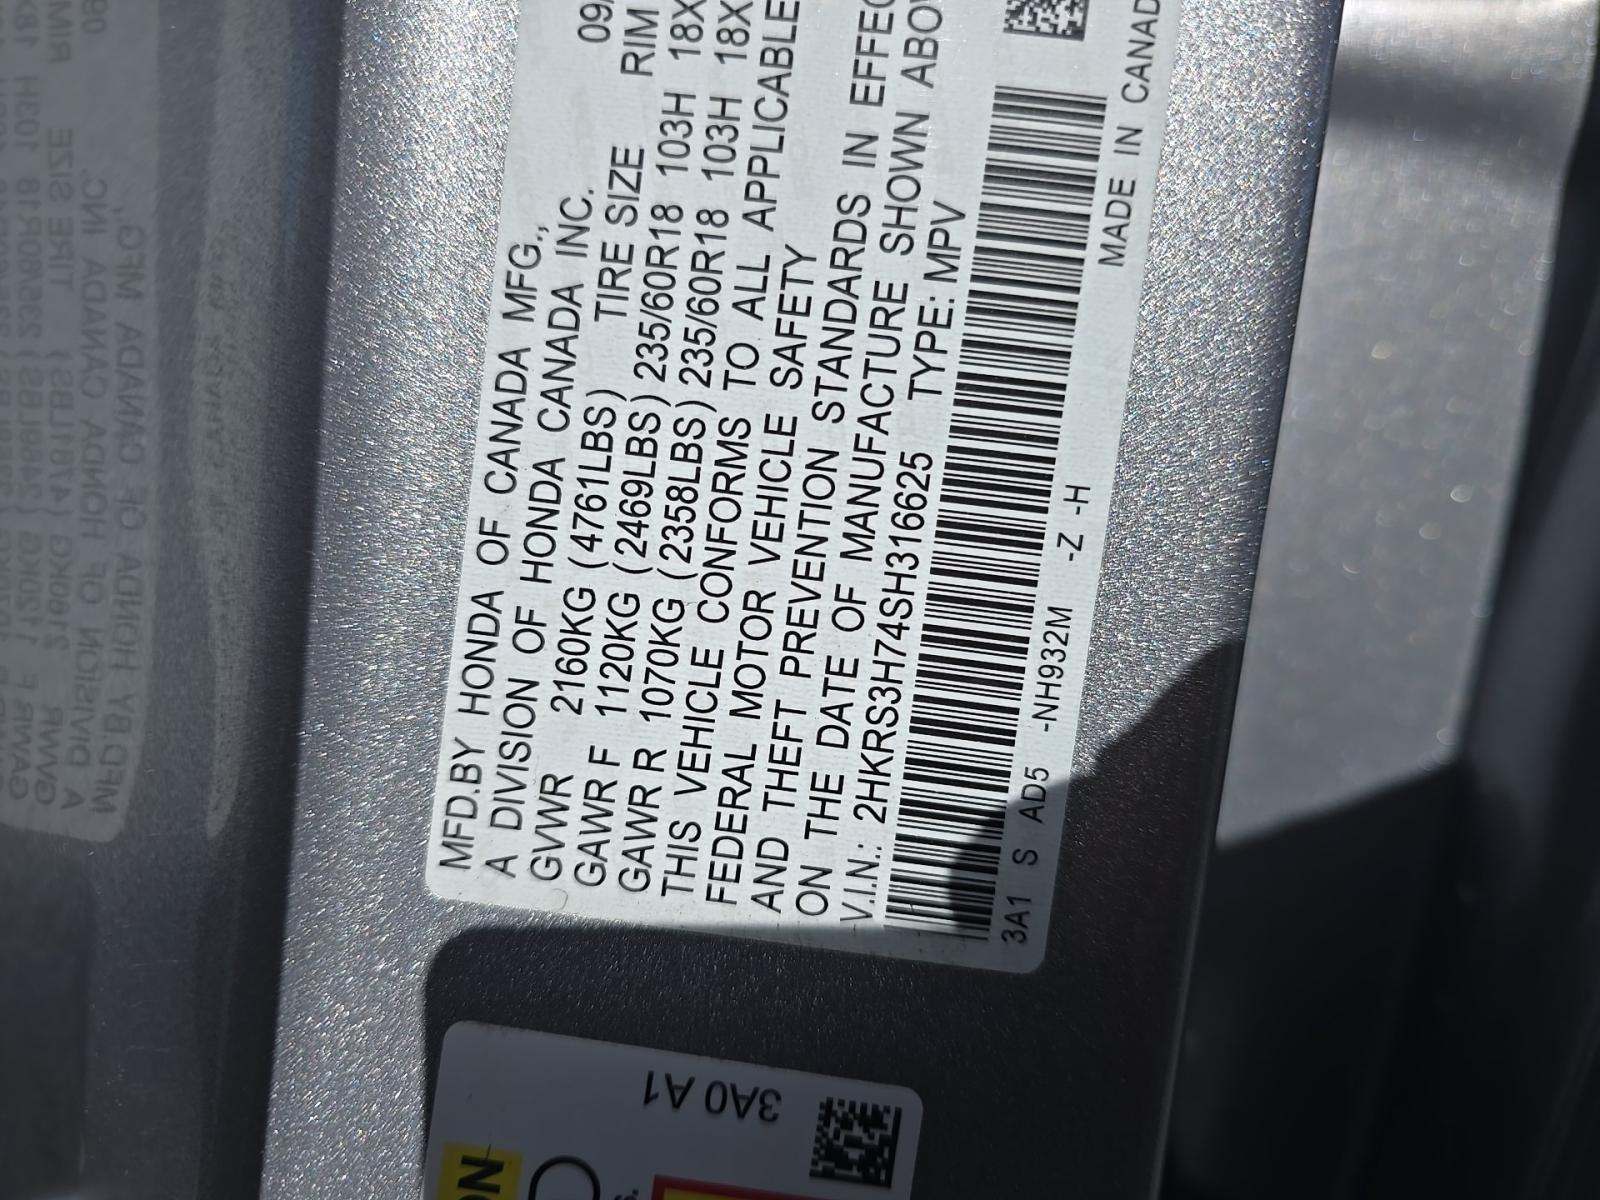 MFD.BY HONDA OF CANADA MFG.,
A DIVISION OF HONDA CANADA INC. 09/
GVWR 2160KG (4761LBS) TIRE SIZE RIM
GAWR F 1120KG (2469LBS) 235/60R18 103H 18X
GAWR R 1070KG (2358LBS) 235/60R18 103H 18X
THIS VEHICLE CONFORMS TO ALL APPLICABLE
FEDERAL MOTOR VEHICLE SAFETY
AND THEFT PREVENTION STANDARDS IN EFFEC
ON THE DATE OF MANUFACTURE SHOWN ABOV
V.I.N.: 2HKRS3H74SH316625 TYPE: MPV
3A1 S AD5 -NH932M -Z -H
MADE IN CANAD
3A0 A1
ON